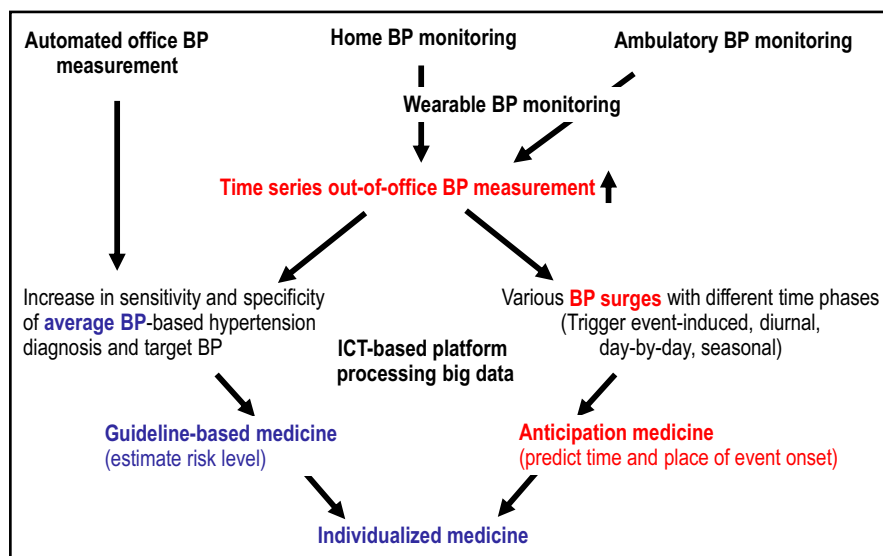 Automated office BP
measurement
Home BP monitoring
Ambulatory BP monitoring
Wearable BP monitoring
Time series out-of-office BP measurement
Increase in sensitivity and specificity
of average BP-based hypertension
diagnosis and target BP
Various BP surges with different time phases
(Trigger event-induced, diurnal,
day-by-day, seasonal)
ICT-based platform
processing big data
Guideline-based medicine
(estimate risk level)
Anticipation medicine
(predict time and place of event onset)
Individualized medicine